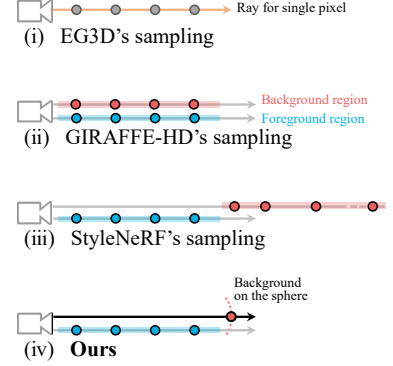 Ray for single pixel
(i) EG3D's sampling
Background region
Foreground region
(ii) GIRAFFE-HD's sampling
(iii) StyleNeRF's sampling
Background
on the sphere
(iv) Ours